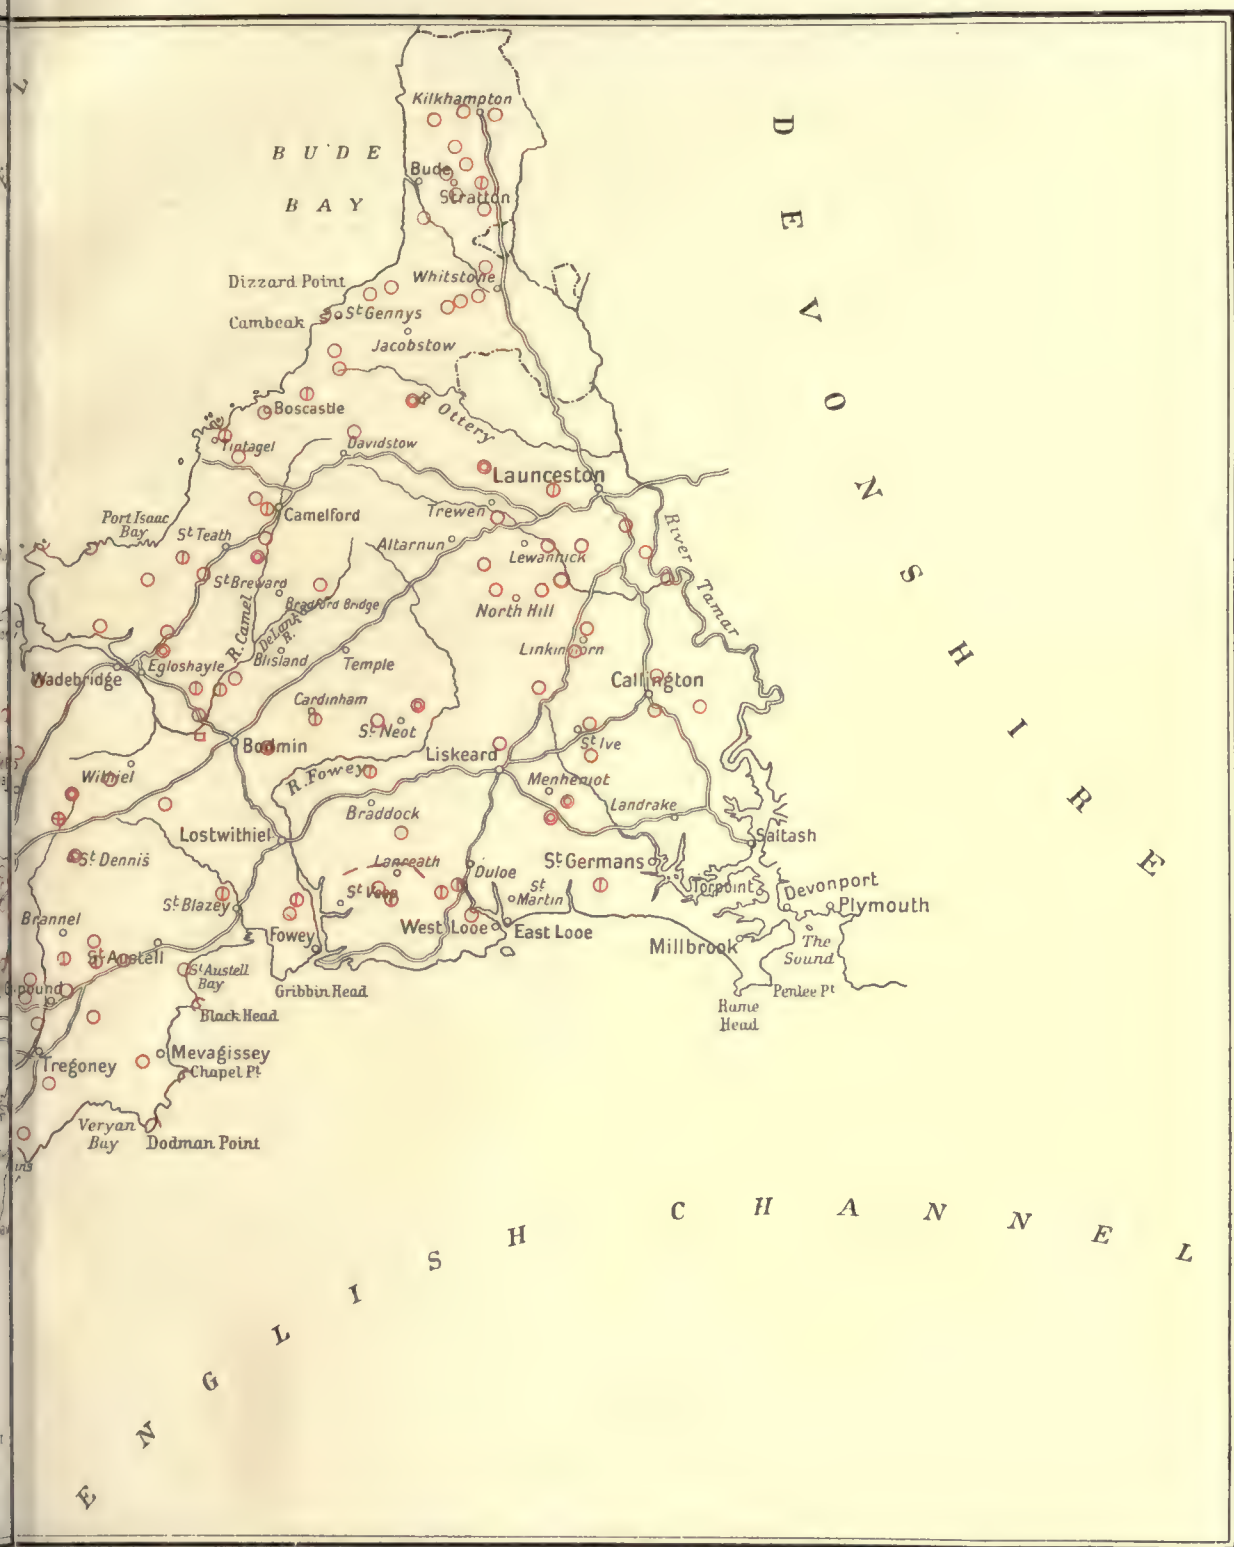 L
Kilkhampton
BUDE
BAY
Bude
Stratton
DEVONSHIRE
Dizzard Point
Whitstone
Cambeak
St Gennys
Jacobstow
Boscastle
R. Ottery
Tintagel
Davidstow
Launceston
Port Isaac
Bay
Camelford
Trewen
St Teath
Altarnun
Lewannick
River Tamar
St Breward
Bradford Bridge
North Hill
R. Camel
De Lank
R.
Blisland
Temple
Linkinhorn
Egloshayle
Wadebridge
Callington
Cardinham
St Neot
Bodmin
Liskeard
St Ive
Withiel
R. Fowey
Menheniot
Braddock
Landrake
Lostwithiel
Saltash
St Dennis
Lanreath
Duloe
St Germans
Torpoint
Devonport
Plymouth
St Veep
St
Martin
St Blazey
Brannel
West Looe
East Looe
Fowey
Millbrook
The
Sound
St Austell
St Austell
Bay
Gribbin Head
Penlee Pt
Rame
Head
Black Head
Tregoney
Mevagissey
Chapel Pt
Veryan
Bay
Dodman Point
ENGLISH CHANNEL